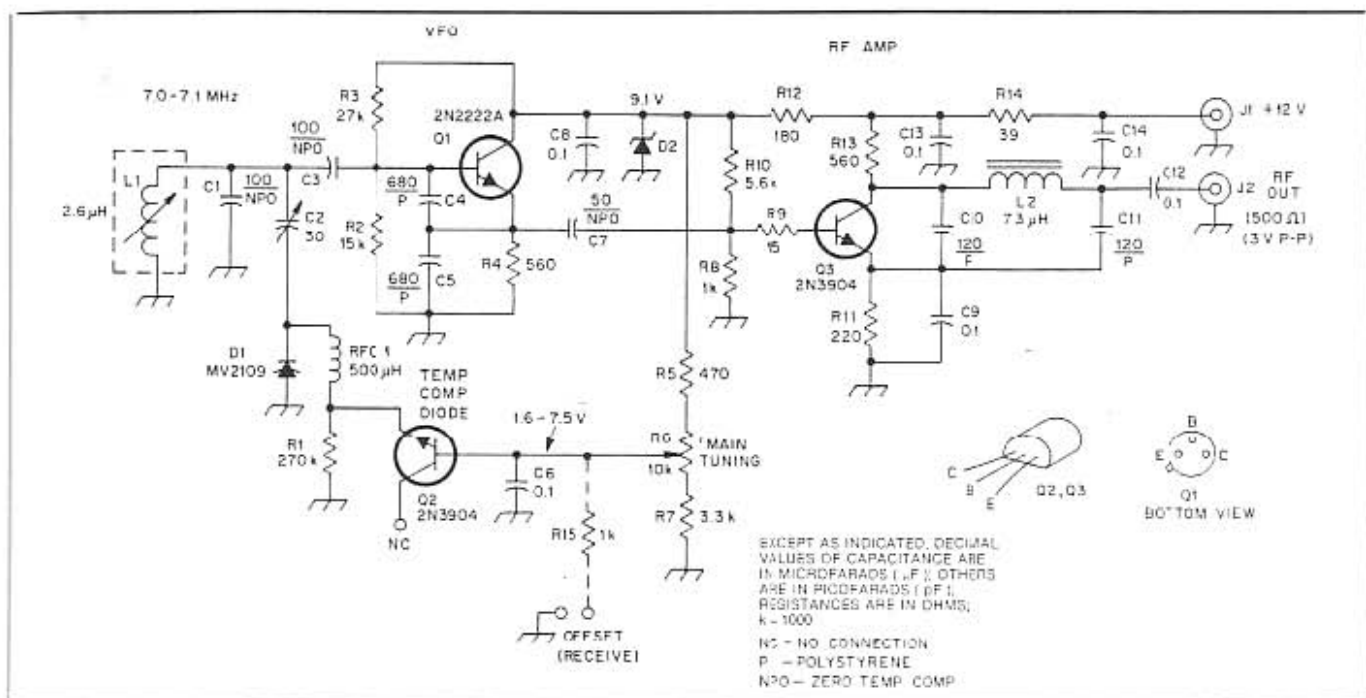 VFO
RF AMP
7.0-7.1 MHz
R3
27k
2N2222A
Q1
100
NPO
C3
L1
2.6µH
C1
100
NPO
C2
30
680
P
C4
R2
15k
680
P
C5
R4
560
50
NPO
C7
C8
0.1
9.1 V
D2
R12
180
R10
5.6k
R9
15
R8
1k
R13
560
C13
0.1
R14
39
C14
0.1
J1 +12 V
L2
7.3 µH
C12
0.1
J2
RF
OUT
(3 V P-P)
120
C11
120
P
Q3
2N3904
R11
220
C9
0.1
D1
MV2109
RFC 1
500µH
TEMP
COMP
DIODE
R1
270k
Q2
2N3904
NC
1.6-7.5 V
C6
0.1
R5
470
10k
MAIN
TUNING
R7
3.3 k
R15
1k
OFFSET
(RECEIVE)
C
B
E
Q2, Q3
B
E
C
Q1
BOTTOM VIEW
EXCEPT AS INDICATED, DECIMAL
VALUES OF CAPACITANCE ARE
IN MICROFARADS (µF); OTHERS
ARE IN PICOFARADS (pF);
RESISTANCES ARE IN OHMS;
k = 1000
NC - NO CONNECTION
P - POLYSTYRENE
NPO - ZERO TEMP COMP